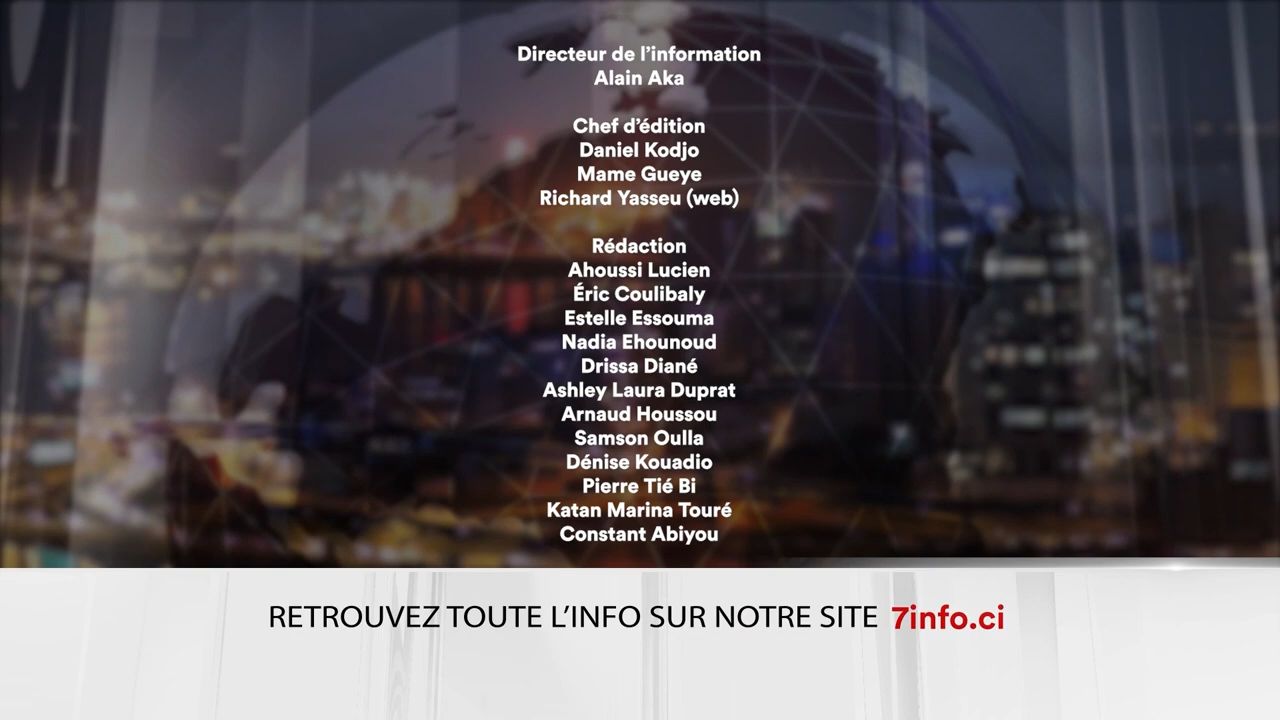 Directeur de l’information
Alain Aka
Chef d’édition
Daniel Kodjo
Mame Gueye
Richard Yasseu (web)
Rédaction
Ahoussi Lucien
Éric Coulibaly
Estelle Essouma
Nadia Ehounoud
Drissa Diané
Ashley Laura Duprat
Arnaud Houssou
Samson Oulla
Dénise Kouadio
Pierre Tié Bi
Katan Marina Touré
Constant Abiyou
RETROUVEZ TOUTE L’INFO SUR NOTRE SITE 7info.ci